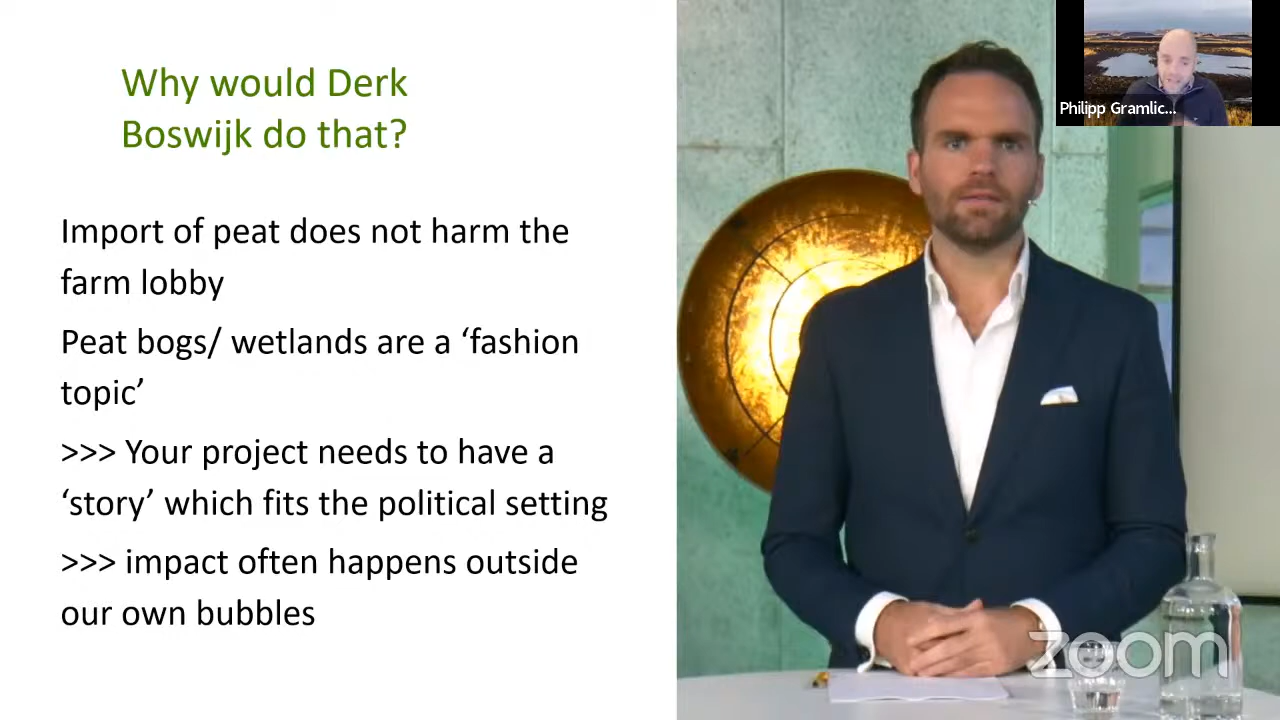 Why would Derk
Boswijk do that?
Import of peat does not harm the
farm lobby
Peat bogs/ wetlands are a ‘fashion
topic’
>>> Your project needs to have a
‘story’ which fits the political setting
>>> impact often happens outside
our own bubbles
Philipp Gramlic...
zoom